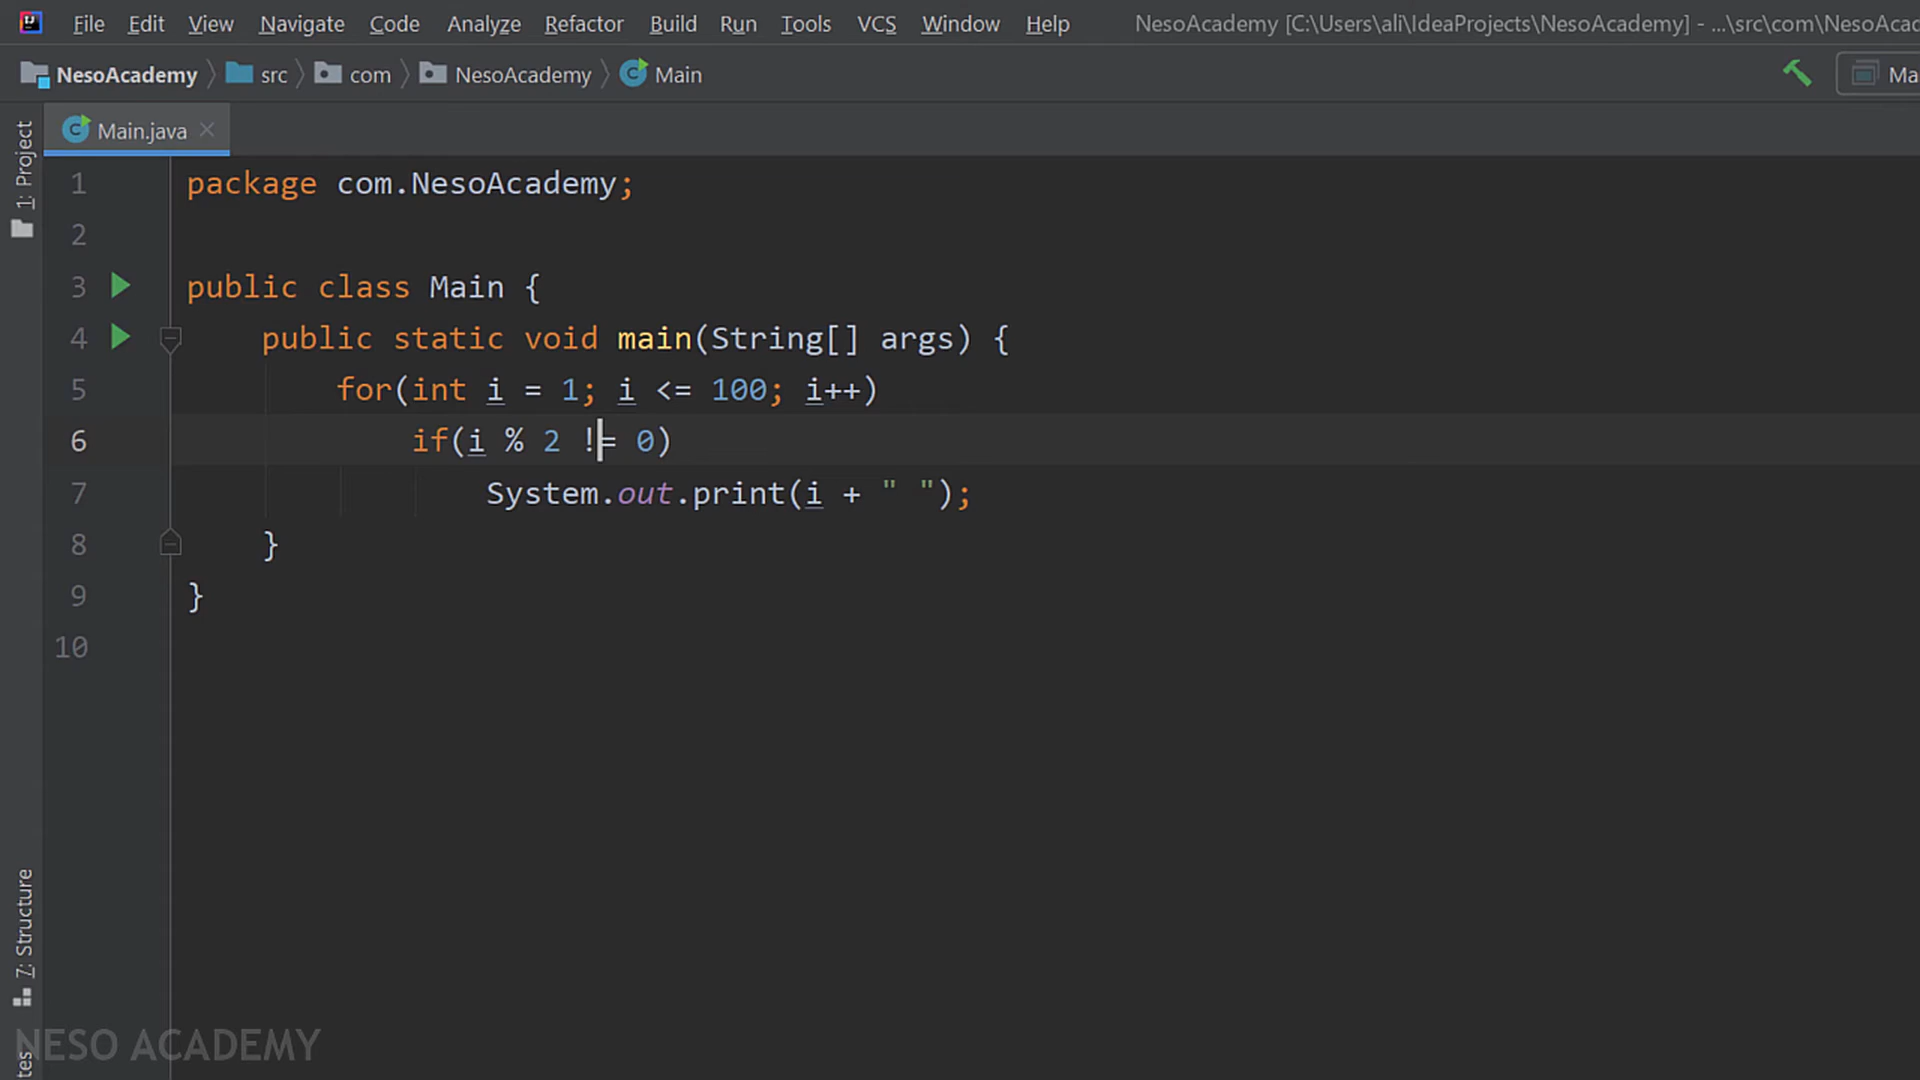 File Edit View Navigate Code Analyze Refactor Build Run Tools VCS Window Help NesoAcademy [C:\Users\ali\IdeaProjects\NesoAcademy] - ...\src\com\NesoAca
NesoAcademy src com NesoAcademy Main Ma
Main.java
1: Project
1 package com.NesoAcademy;
2
3 public class Main {
4 public static void main(String[] args) {
5 for(int i = 1; i <= 100; i++)
6 if(i % 2 != 0)
7 System.out.print(i + " ");
8 }
9 }
10
7: Structure
NESO ACADEMY
tes